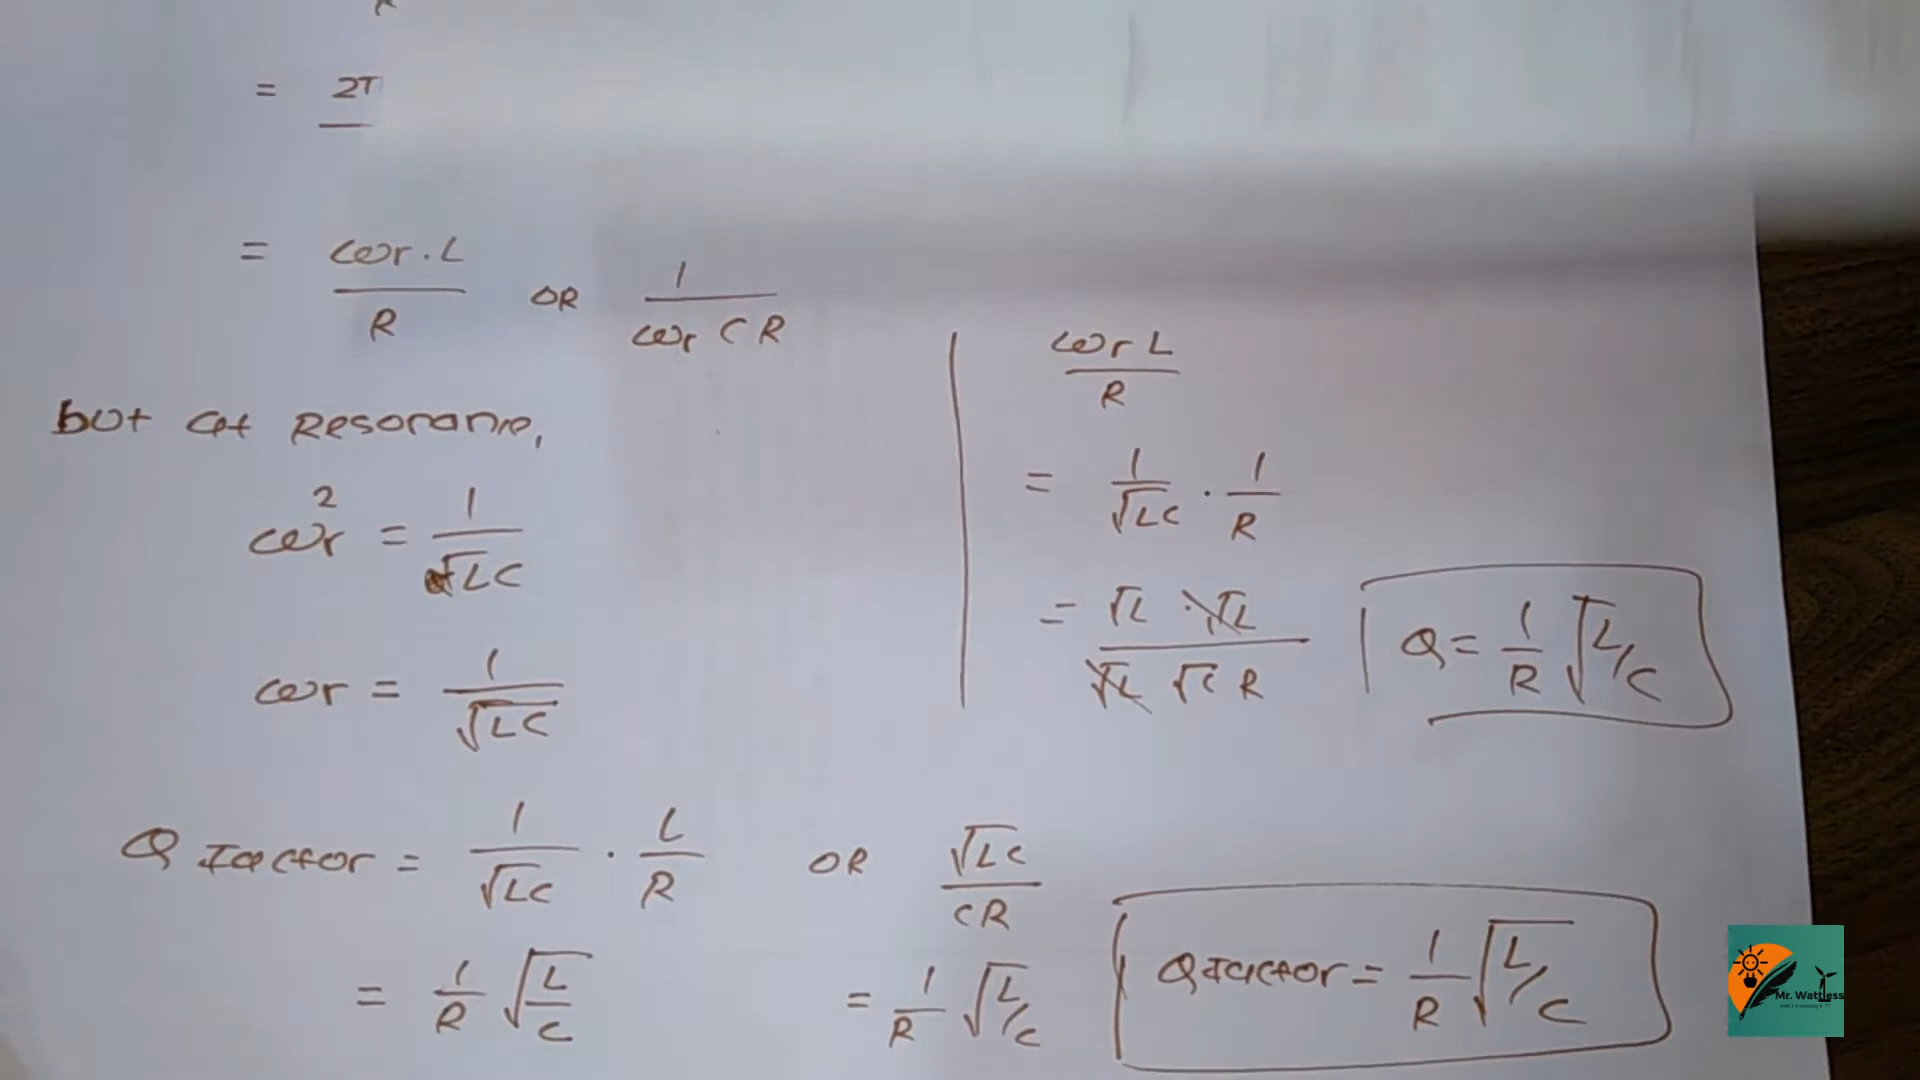 = 2π
= ωr.L / R OR 1 / ωr C R
but at Resonance,
ωr² = 1 / √LC
ωr = 1 / √LC
Q factor = 1 / √LC . L / R OR √LC / CR
= 1 / R √L / C = 1 / R √L/C
Q factor = 1 / R √L/C
ωr L / R
= 1 / √LC . 1 / R
= √L . √L / √L √C R
Q = 1 / R √L/C
Mr. Wattless